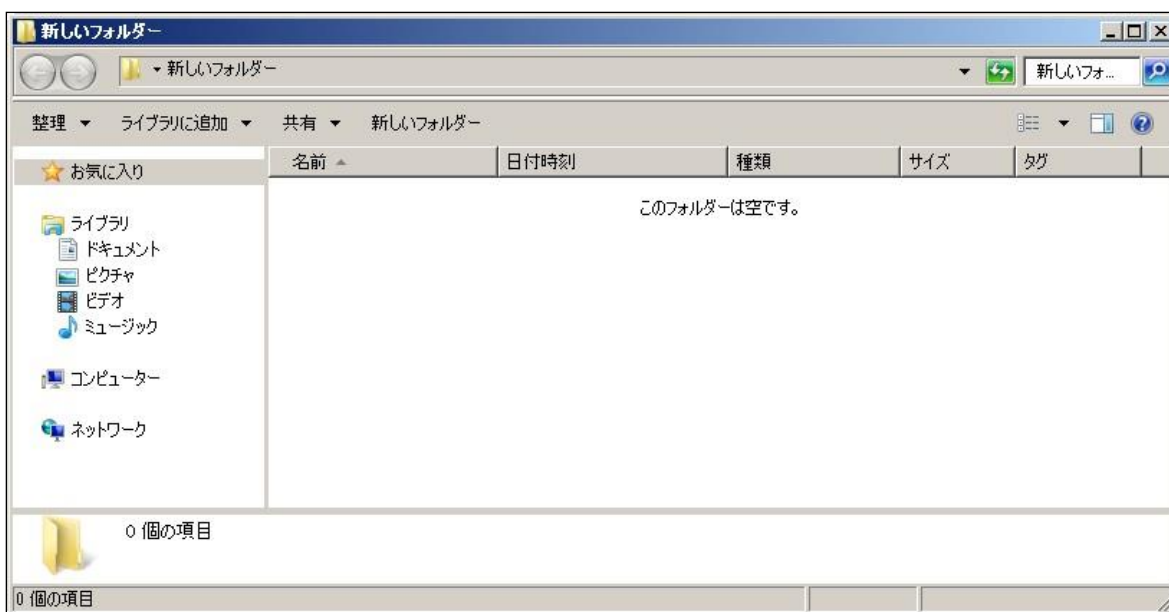 新しいフォルダー
新しいフォルダー 新しいフォ...
整理 ライブラリに追加 共有 新しいフォルダー
お気に入り
ライブラリ
ドキュメント
ピクチャ
ビデオ
ミュージック
コンピューター
ネットワーク
名前 日付時刻 種類 サイズ タグ
このフォルダーは空です。
0 個の項目
0 個の項目